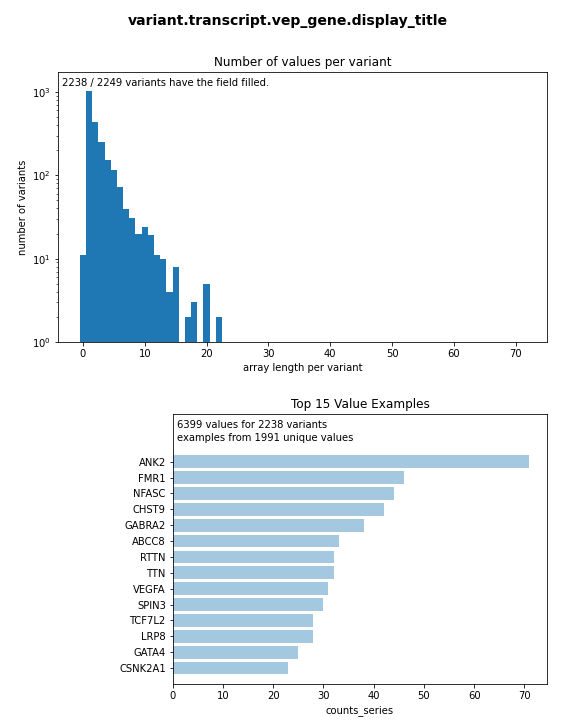 variant.transcript.vep_gene.display_title
Number of values per variant
2238 / 2249 variants have the field filled.
10³
10²
10¹
10⁰
number of variants
0 10 20 30 40 50 60 70
array length per variant
Top 15 Value Examples
6399 values for 2238 variants
examples from 1991 unique values
ANK2
FMR1
NFASC
CHST9
GABRA2
ABCC8
RTTN
TTN
VEGFA
SPIN3
TCF7L2
LRP8
GATA4
CSNK2A1
0 10 20 30 40 50 60 70
counts_series